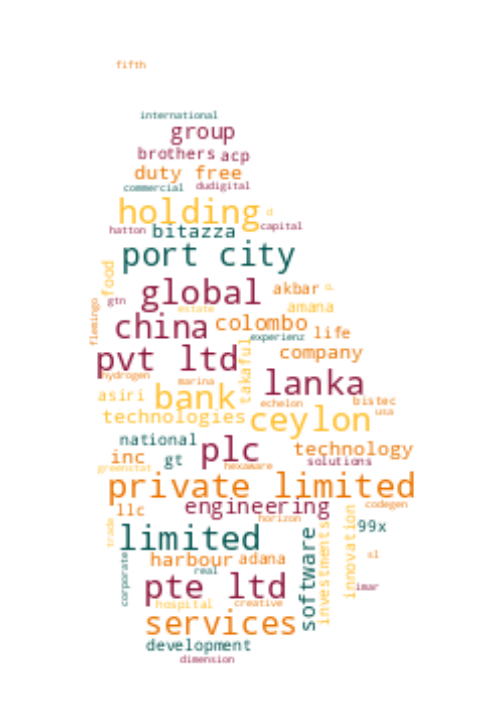 fifth
international
group
brothers acp
duty free
commercial dudigital
holding d
hatton bitazza capital
port city
food
gtn global akbar p
flemingo estate amana
china colombo life
experienz
pvt ltd takaful company
hydrogen marina lanka
asiri bank echelon bistec
technologies ceylon usa
national plc technology
inc gt solutions
greenstat hexaware
private limited
llc engineering codegen
horizon
trade limited software investments innovation 99x
corporate harbour adana sl
real
pte ltd imar
hospital creative
services
development
dimension